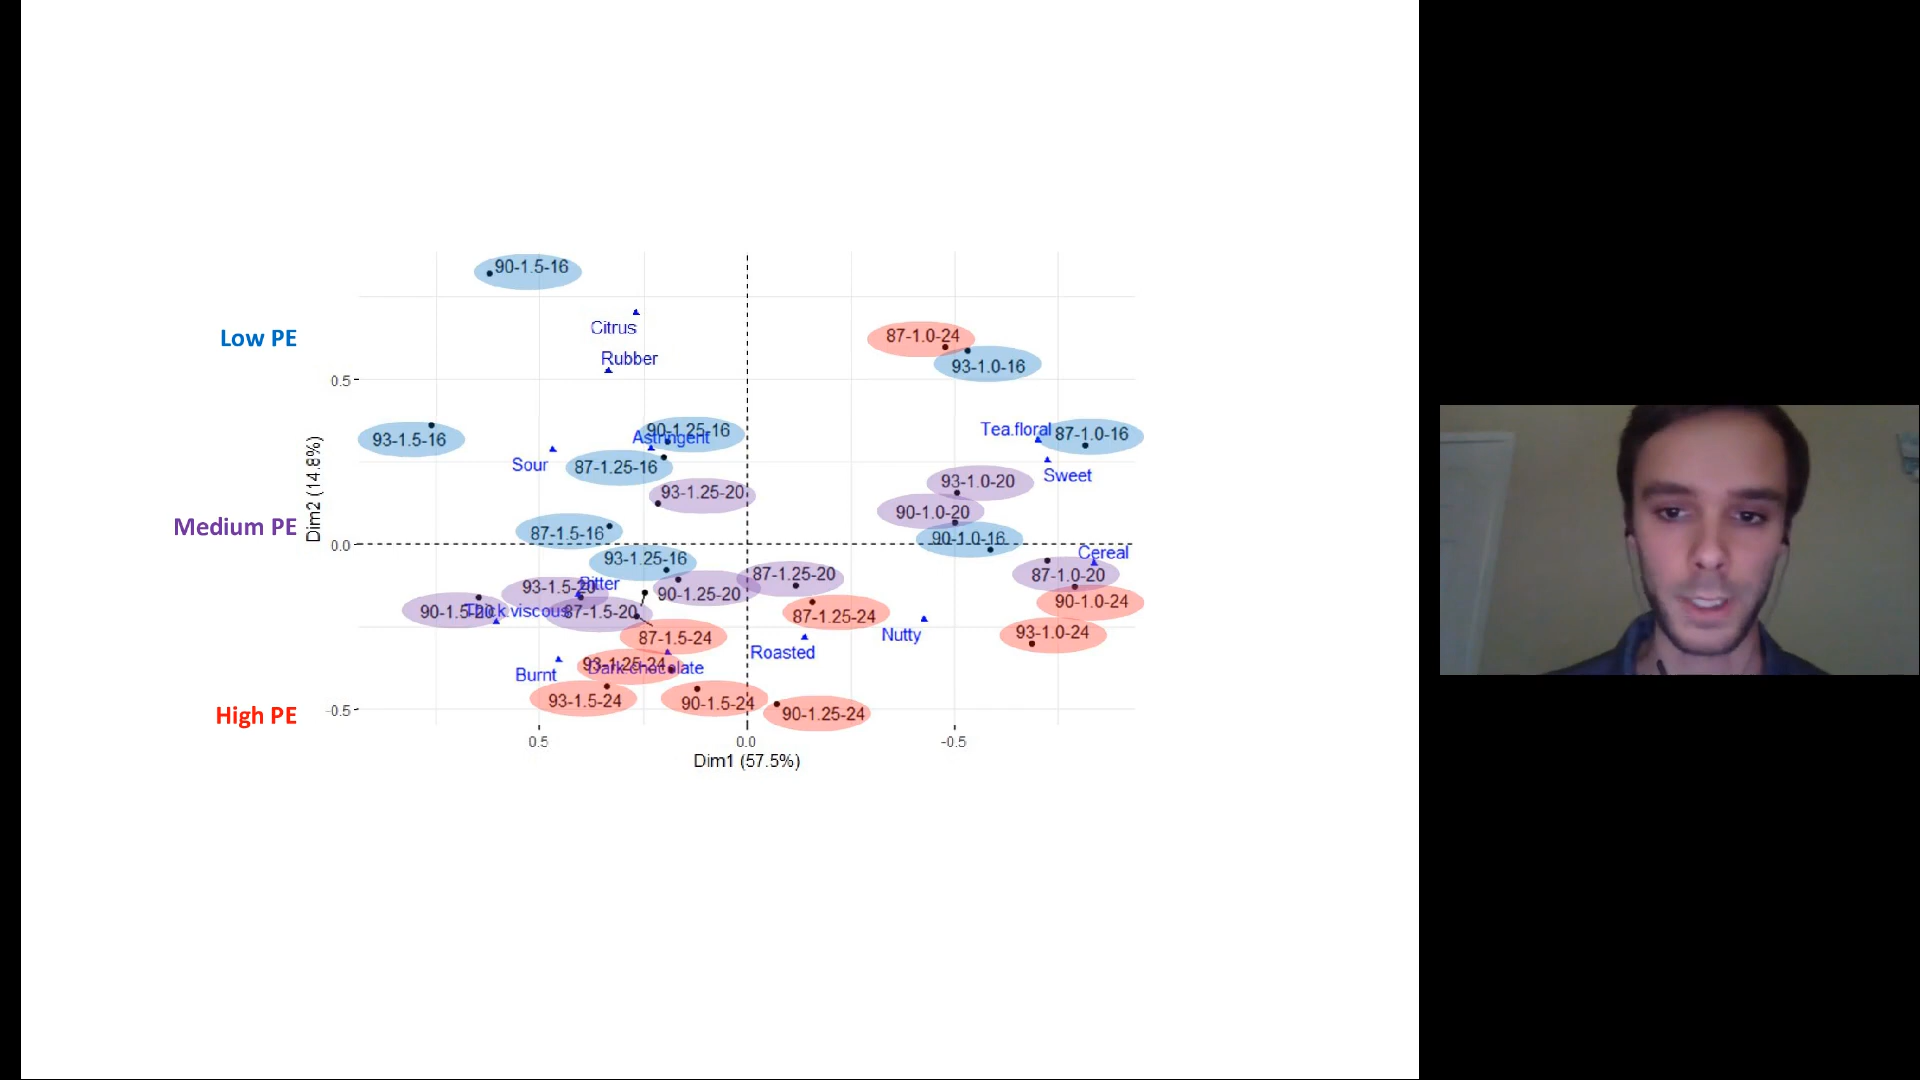 90-1.5-16
Citrus
Low PE
87-1.0-24
Rubber
93-1.0-16
0.5
Tea.floral
87-1.0-16
90-1.25-16
93-1.5-16
Astringent
Sour
87-1.25-16
Sweet
93-1.0-20
93-1.25-20
90-1.0-20
Medium PE
Dim2 (14.8%)
87-1.5-16
90-1.0-16
0.0
Cereal
93-1.25-16
87-1.25-20
87-1.0-20
93-1.5-20
Bitter
90-1.25-20
90-1.0-24
90-1.5-20
Thick.viscous
87-1.5-20
87-1.25-24
93-1.0-24
87-1.5-24
Nutty
Roasted
93-1.25-24
Dark.chocolate
Burnt
93-1.5-24
90-1.5-24
90-1.25-24
High PE
-0.5
0.5
0.0
-0.5
Dim1 (57.5%)